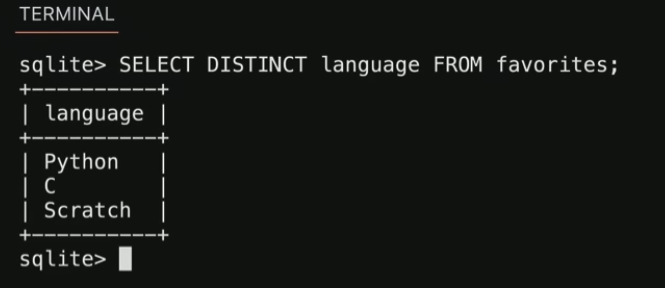 TERMINAL
sqlite> SELECT DISTINCT language FROM favorites;
+----------+
| language |
+----------+
| Python   |
| C        |
| Scratch  |
+----------+
sqlite>